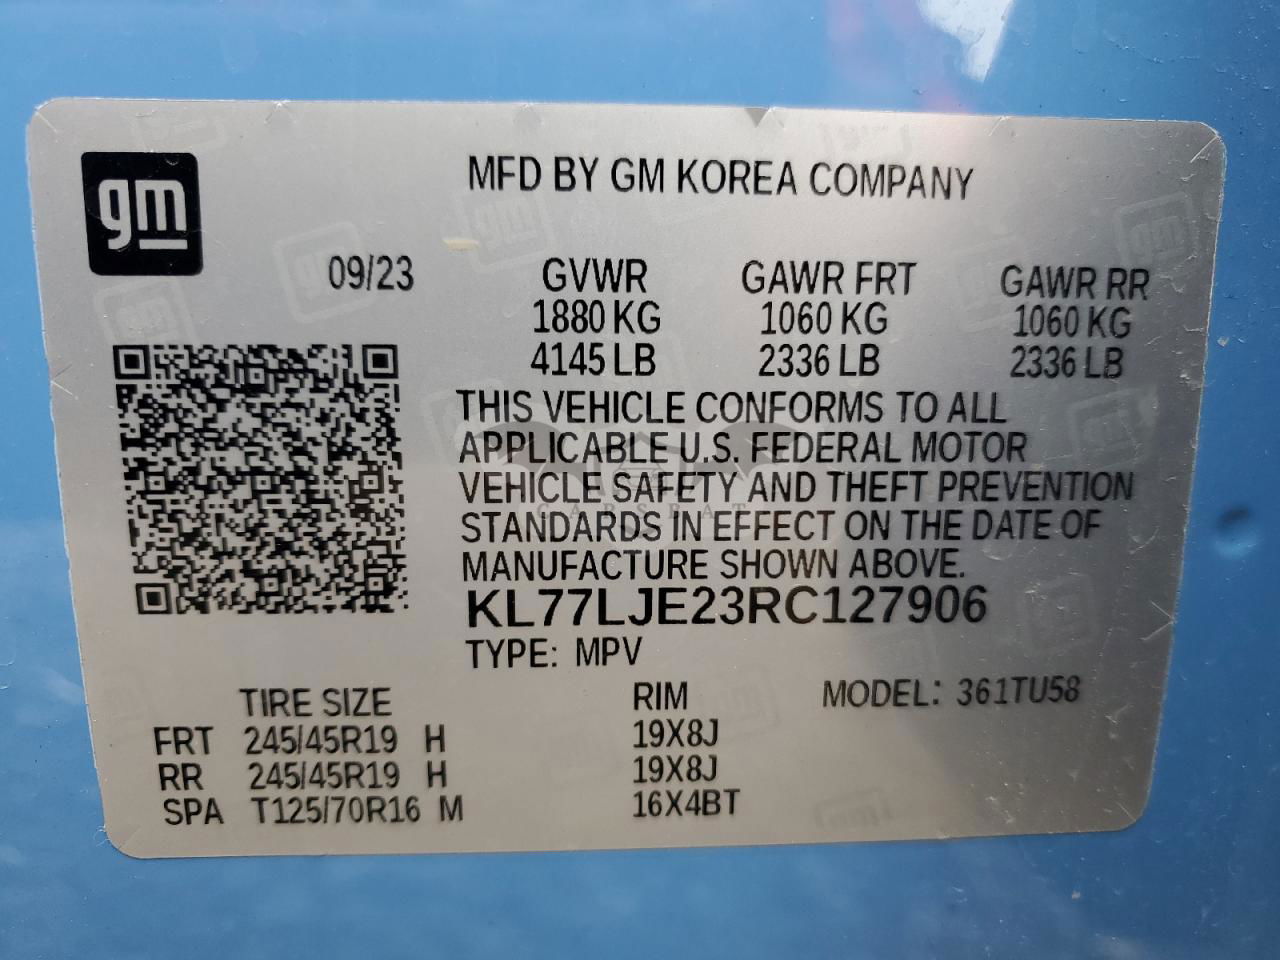 gm
MFD BY GM KOREA COMPANY
09/23 GVWR GAWR FRT GAWR RR
1880 KG 1060 KG 1060 KG
4145 LB 2336 LB 2336 LB
THIS VEHICLE CONFORMS TO ALL
APPLICABLE U.S. FEDERAL MOTOR
VEHICLE SAFETY AND THEFT PREVENTION
CARSBAT
STANDARDS IN EFFECT ON THE DATE OF
MANUFACTURE SHOWN ABOVE.
KL77LJE23RC127906
TYPE: MPV
TIRE SIZE RIM MODEL: 361TU58
FRT 245/45R19 H 19X8J
RR 245/45R19 H 19X8J
SPA T125/70R16 M 16X4BT